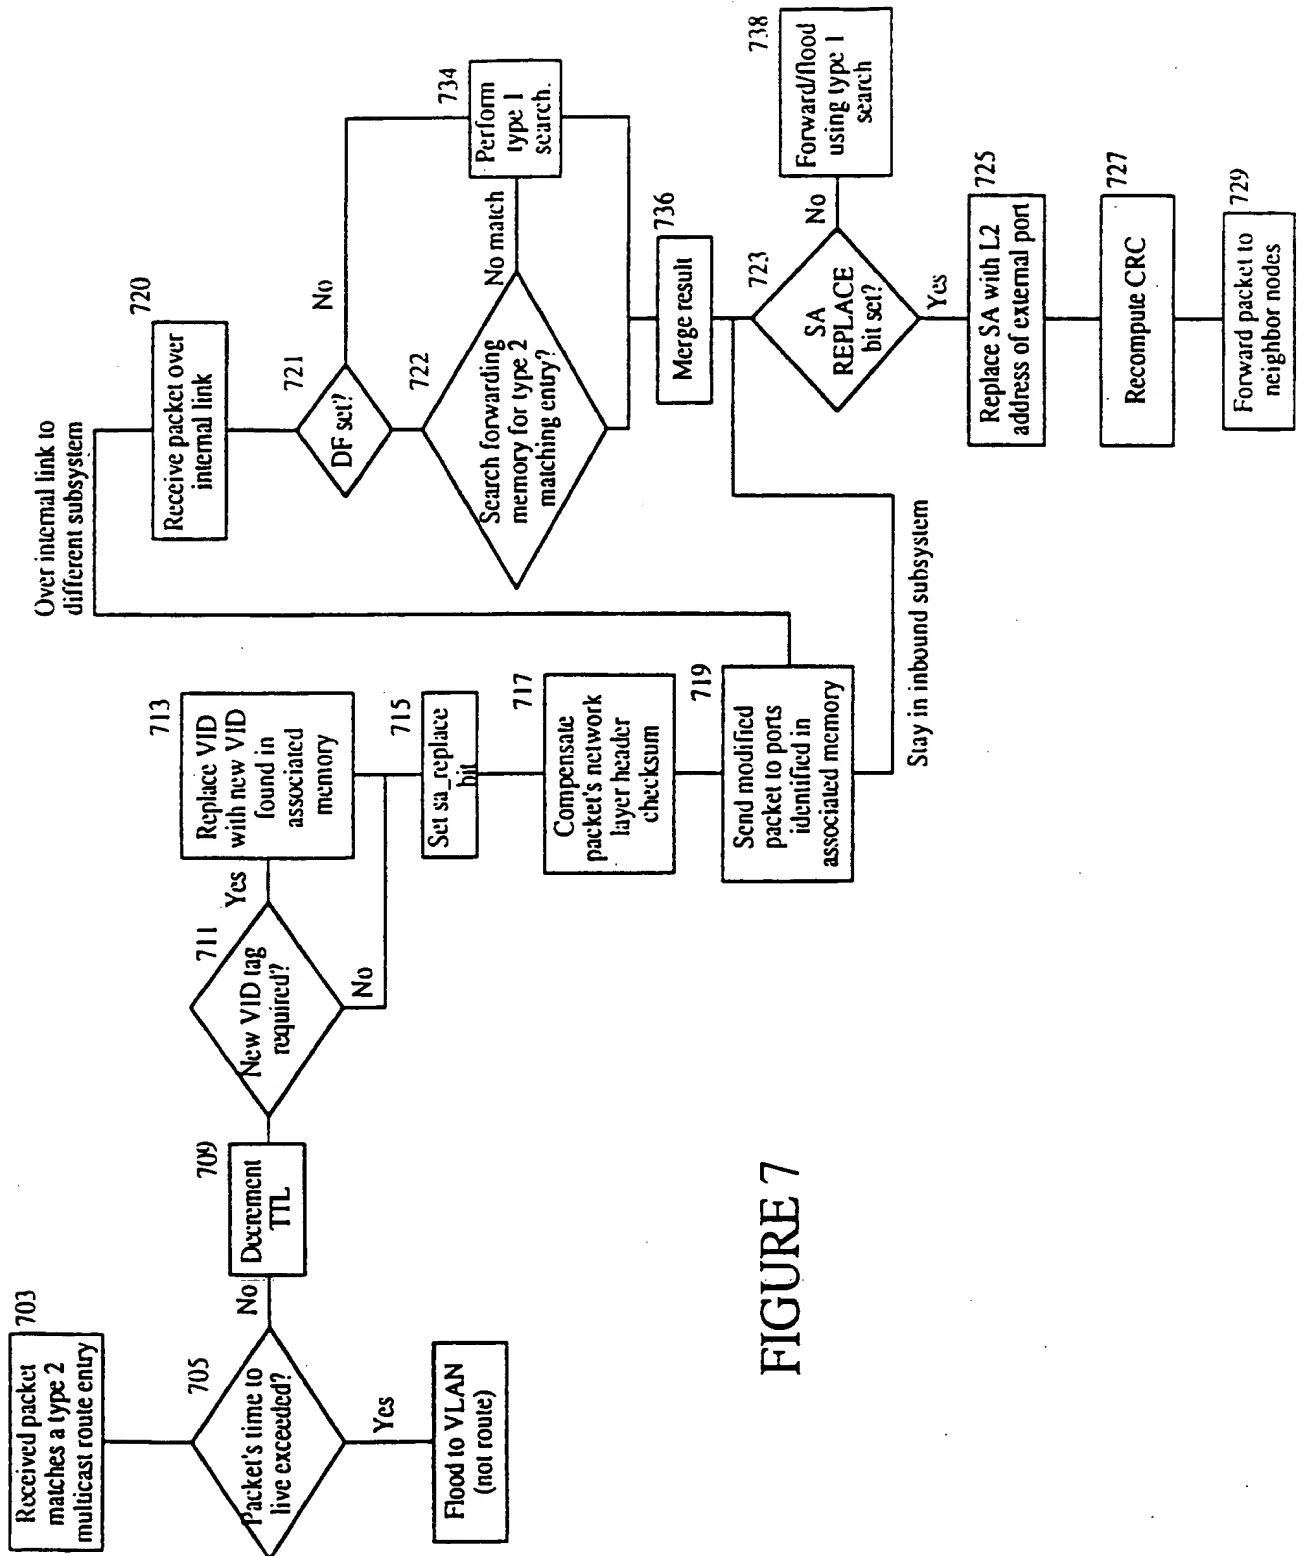 703
Received packet
matches a type 2
multicast route entry
705
Packet's time to
live exceeded?
Yes
Flood to VLAN
(not route)
No
709
Decrement
TTL
711
New VID tag
required?
Yes
No
713
Replace VID
with new VID
found in
associated
memory
715
Set sa_replace
bit
717
Compensate
packet's network
layer header
checksum
719
Send modified
packet to ports
identified in
associated memory
Over internal link to
different subsystem
Stay in inbound subsystem
720
Receive packet over
internal link
721
DF set?
No
722
Search forwarding
memory for type 2
matching entry?
No match
734
Perform
type 1
search.
736
Merge result
723
SA
REPLACE
bit set?
No
738
Forward/flood
using type 1
search
Yes
725
Replace SA with L2
address of external port
727
Recompute CRC
729
Forward packet to
neighbor nodes
FIGURE 7